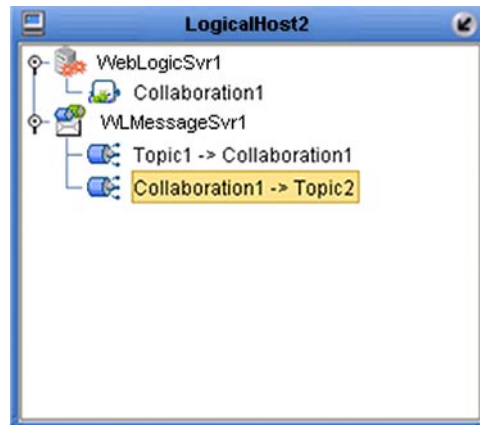 LogicalHost2
WebLogicSvr1
Collaboration1
WLMessageSvr1
Topic1 -> Collaboration1
Collaboration1 -> Topic2